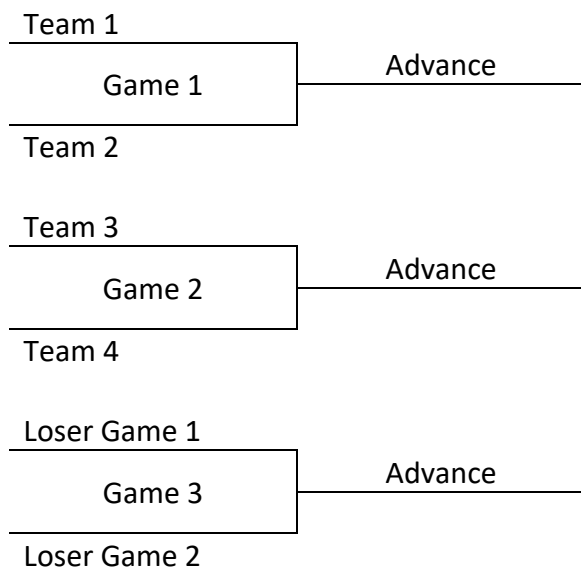 Team 1
Advance
Game 1
Team 2
Team 3
Advance
Game 2
Team 4
Loser Game 1
Advance
Game 3
Loser Game 2